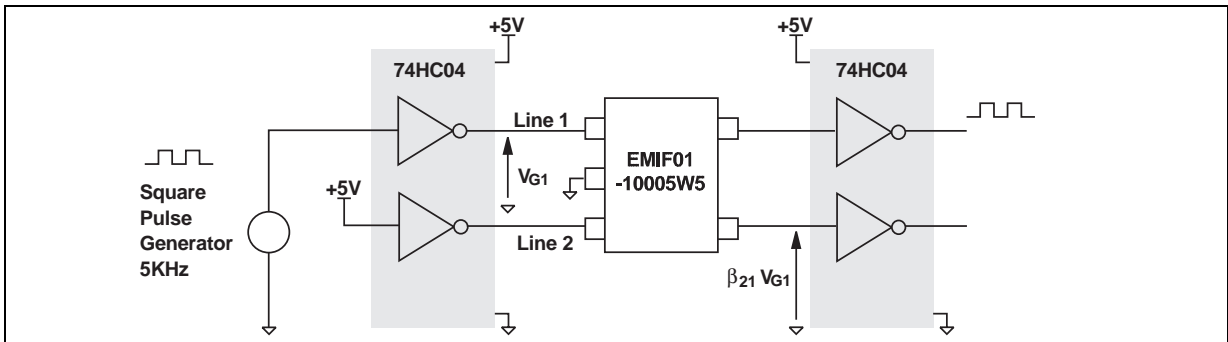 +5V
+5V
74HC04
74HC04
Line 1
EMIF01
-10005W5
VG1
+5V
Square
Pulse
Generator
5KHz
Line 2
β21 VG1